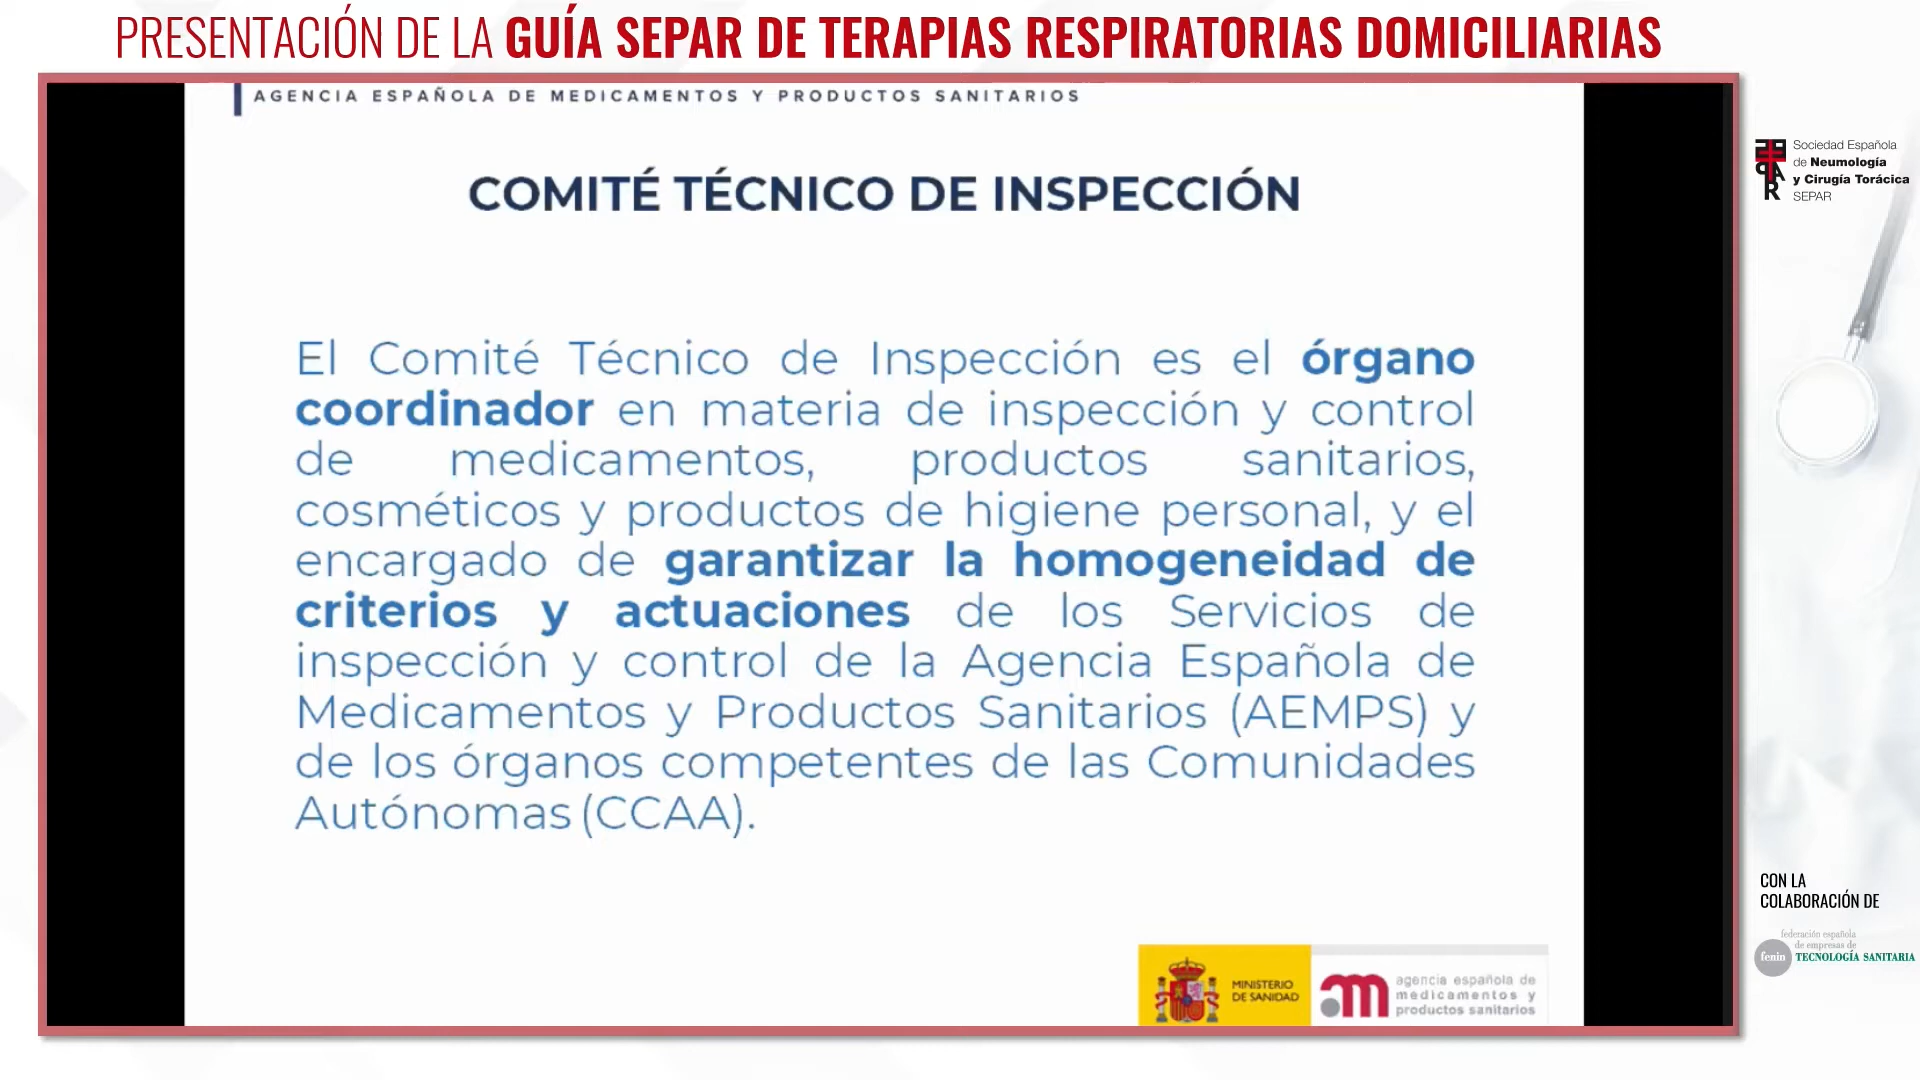 PRESENTACIÓN DE LA GUÍA SEPAR DE TERAPIAS RESPIRATORIAS DOMICILIARIAS
AGENCIA ESPAÑOLA DE MEDICAMENTOS Y PRODUCTOS SANITARIOS
COMITÉ TÉCNICO DE INSPECCIÓN
El Comité Técnico de Inspección es el órgano
coordinador en materia de inspección y control
de medicamentos, productos sanitarios,
cosméticos y productos de higiene personal, y el
encargado de garantizar la homogeneidad de
criterios y actuaciones de los Servicios de
inspección y control de la Agencia Española de
Medicamentos y Productos Sanitarios (AEMPS) y
de los órganos competentes de las Comunidades
Autónomas (CCAA).
MINISTERIO
DE SANIDAD
agencia española de
medicamentos y
productos sanitarios
SEPAR
Sociedad Española
de Neumología
y Cirugía Torácica
SEPAR
CON LA
COLABORACIÓN DE
fenin
federación española
de empresas de
TECNOLOGÍA SANITARIA